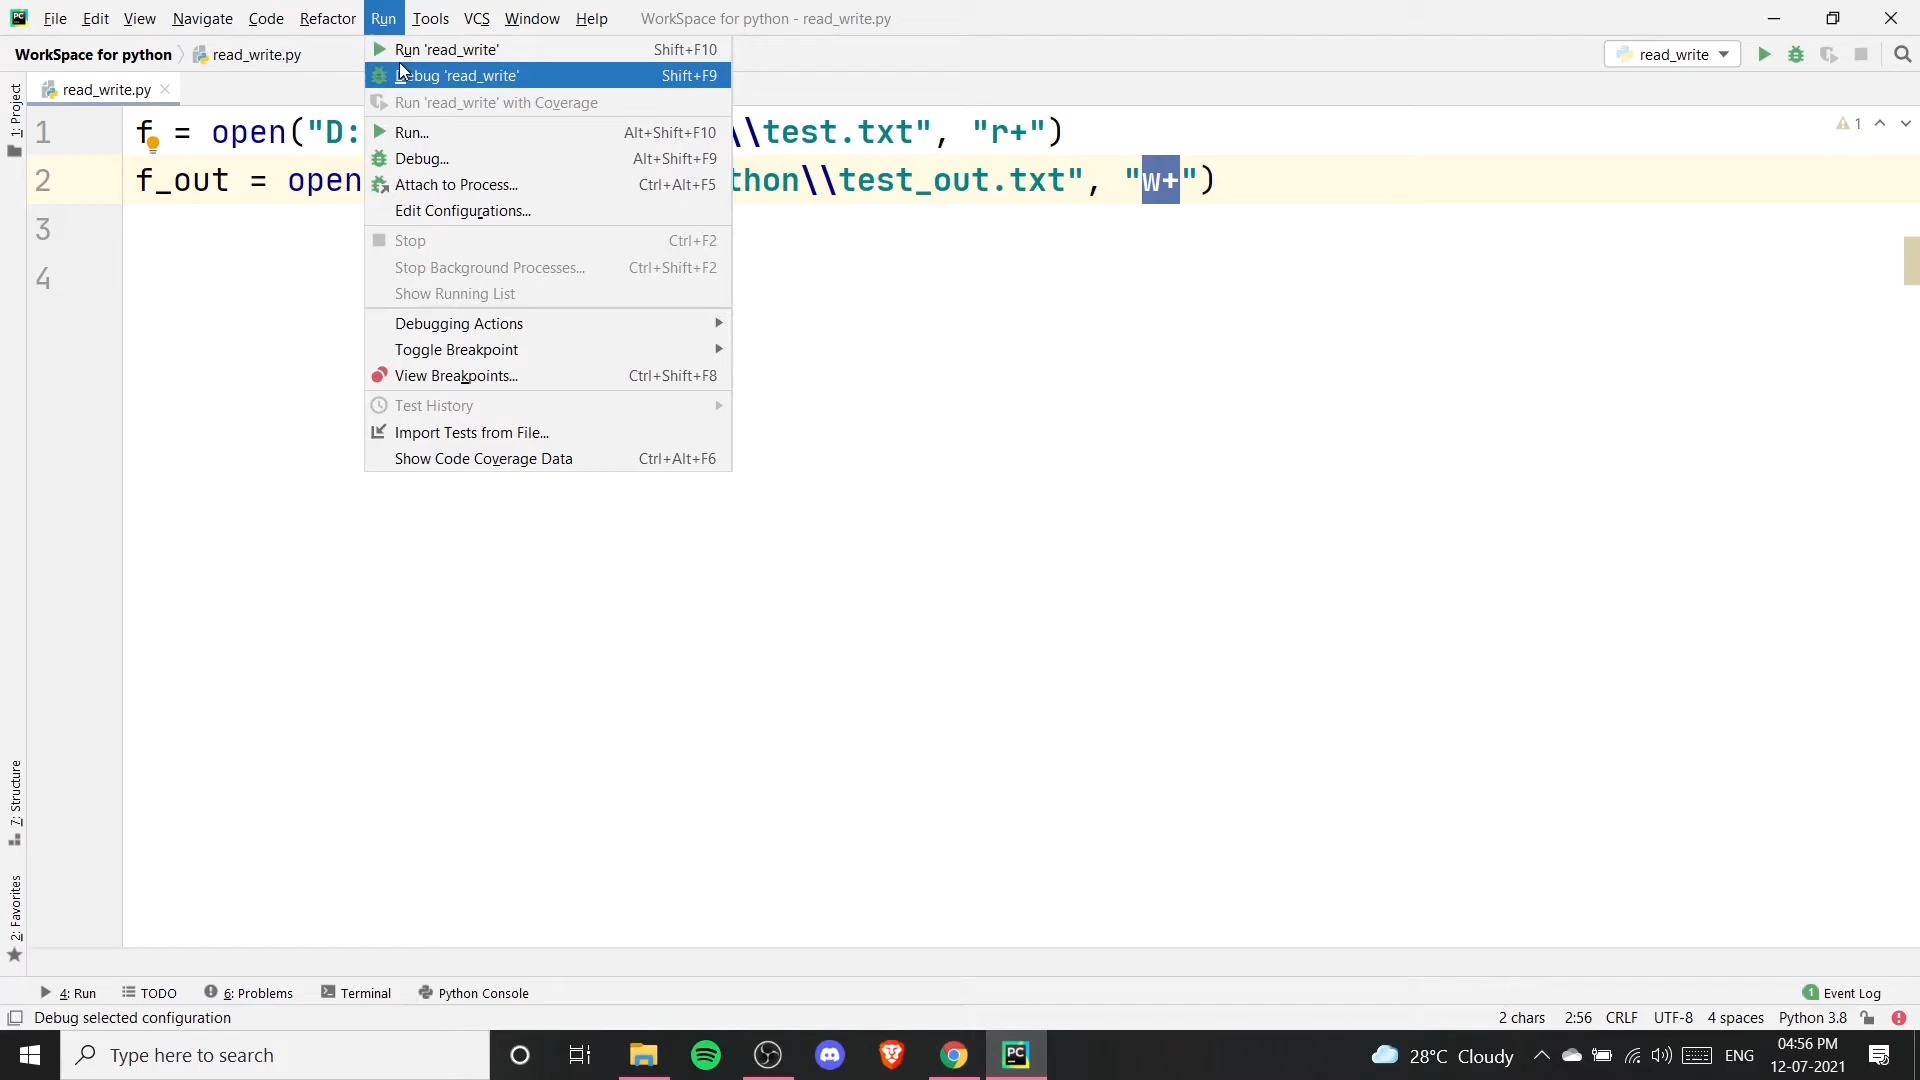 File Edit View Navigate Code Refactor Run Tools VCS Window Help WorkSpace for python - read_write.py
WorkSpace for python read_write.py
read_write
read_write.py
Run 'read_write' Shift+F10
Debug 'read_write' Shift+F9
Run 'read_write' with Coverage
Run... Alt+Shift+F10
Debug... Alt+Shift+F9
Attach to Process... Ctrl+Alt+F5
Edit Configurations...
Stop Ctrl+F2
Stop Background Processes... Ctrl+Shift+F2
Show Running List
Debugging Actions
Toggle Breakpoint
View Breakpoints... Ctrl+Shift+F8
Test History
Import Tests from File...
Show Code Coverage Data Ctrl+Alt+F6
1 f = open("D: \\test.txt", "r+")
2 f_out = open thon\\test_out.txt", "w+")
3
4
1
1: Project
7: Structure
2: Favorites
4: Run TODO 6: Problems Terminal Python Console 1 Event Log
Debug selected configuration 2 chars 2:56 CRLF UTF-8 4 spaces Python 3.8
Type here to search
PC
28°C Cloudy ENG
04:56 PM
12-07-2021